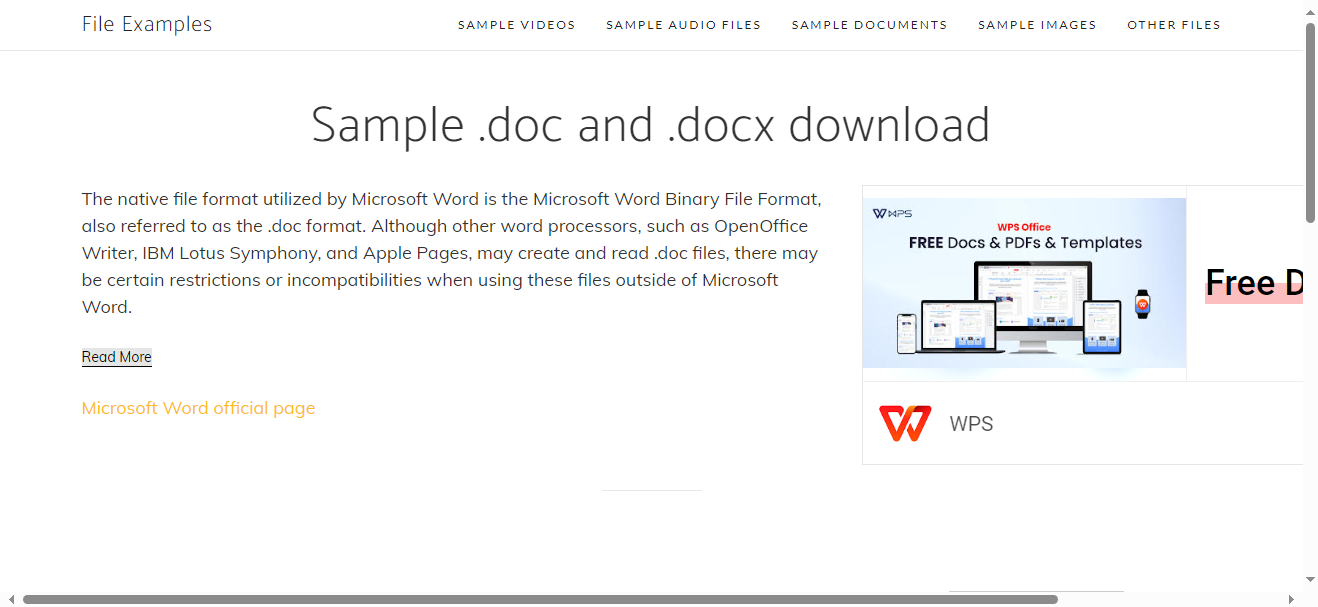 File Examples
SAMPLE VIDEOS
SAMPLE AUDIO FILES
SAMPLE DOCUMENTS
SAMPLE IMAGES
OTHER FILES
Sample .doc and .docx download
The native file format utilized by Microsoft Word is the Microsoft Word Binary File Format,
also referred to as the .doc format. Although other word processors, such as OpenOffice
Writer, IBM Lotus Symphony, and Apple Pages, may create and read .doc files, there may
be certain restrictions or incompatibilities when using these files outside of Microsoft
Word.
Read More
Microsoft Word official page
WPS
WPS Office
FREE Docs & PDFs & Templates
Free D
WPS